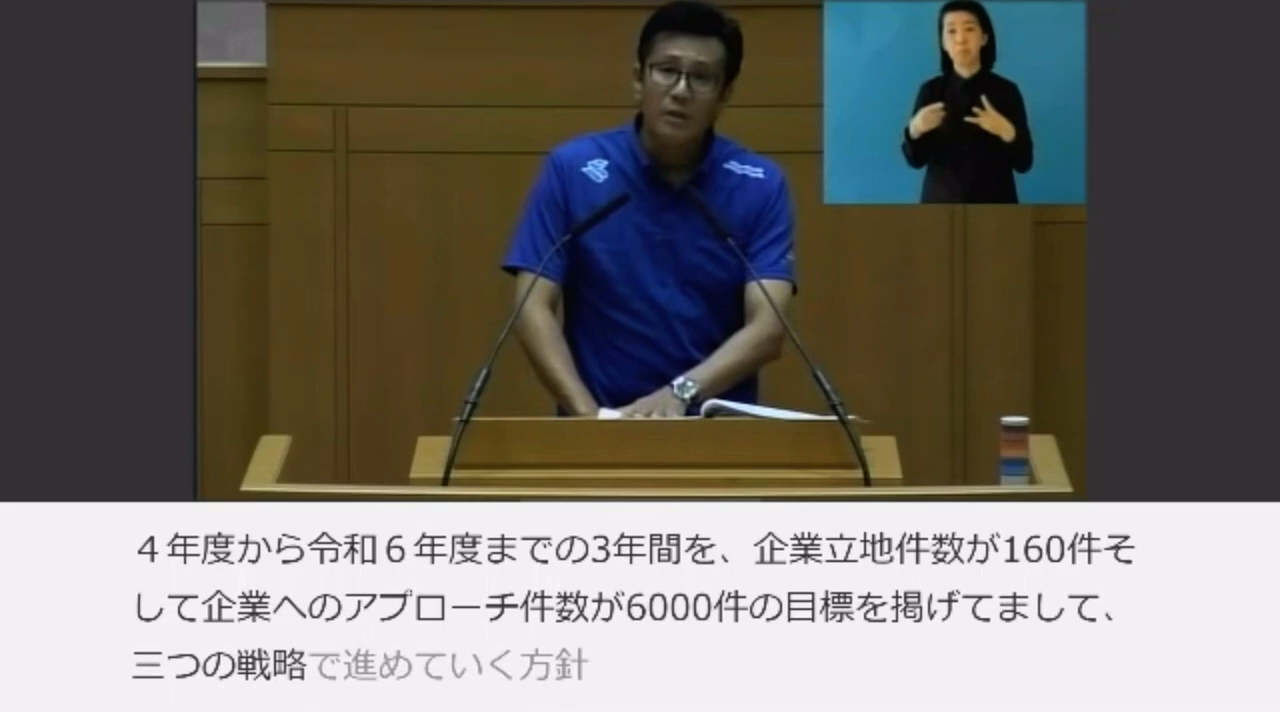 ４年度から令和６年度までの3年間を、企業立地件数が160件そ
して企業へのアプローチ件数が6000件の目標を掲げてまして、
三つの戦略で進めていく方針